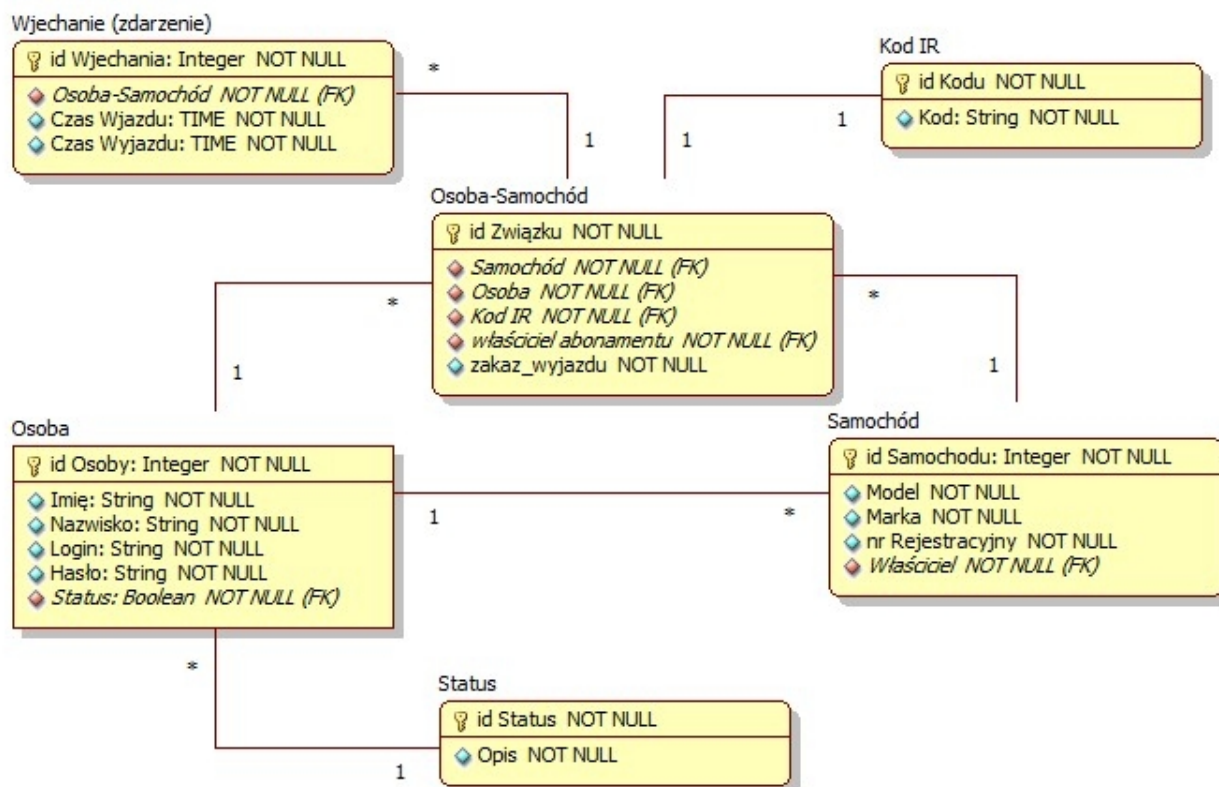 Wjechanie (zdarzenie)
id Wjechania: Integer NOT NULL
Osoba-Samochód NOT NULL (FK)
Czas Wjazdu: TIME NOT NULL
Czas Wyjazdu: TIME NOT NULL
*
1
Kod IR
id Kodu NOT NULL
Kod: String NOT NULL
1
1
Osoba-Samochód
id Związku NOT NULL
Samochód NOT NULL (FK)
Osoba NOT NULL (FK)
Kod IR NOT NULL (FK)
właściciel abonamentu NOT NULL (FK)
zakaz_wyjazdu NOT NULL
*
*
1
1
Osoba
id Osoby: Integer NOT NULL
Imię: String NOT NULL
Nazwisko: String NOT NULL
Login: String NOT NULL
Hasło: String NOT NULL
Status: Boolean NOT NULL (FK)
1
*
Samochód
id Samochodu: Integer NOT NULL
Model NOT NULL
Marka NOT NULL
nr Rejestracyjny NOT NULL
Właściciel NOT NULL (FK)
*
1
Status
id Status NOT NULL
Opis NOT NULL